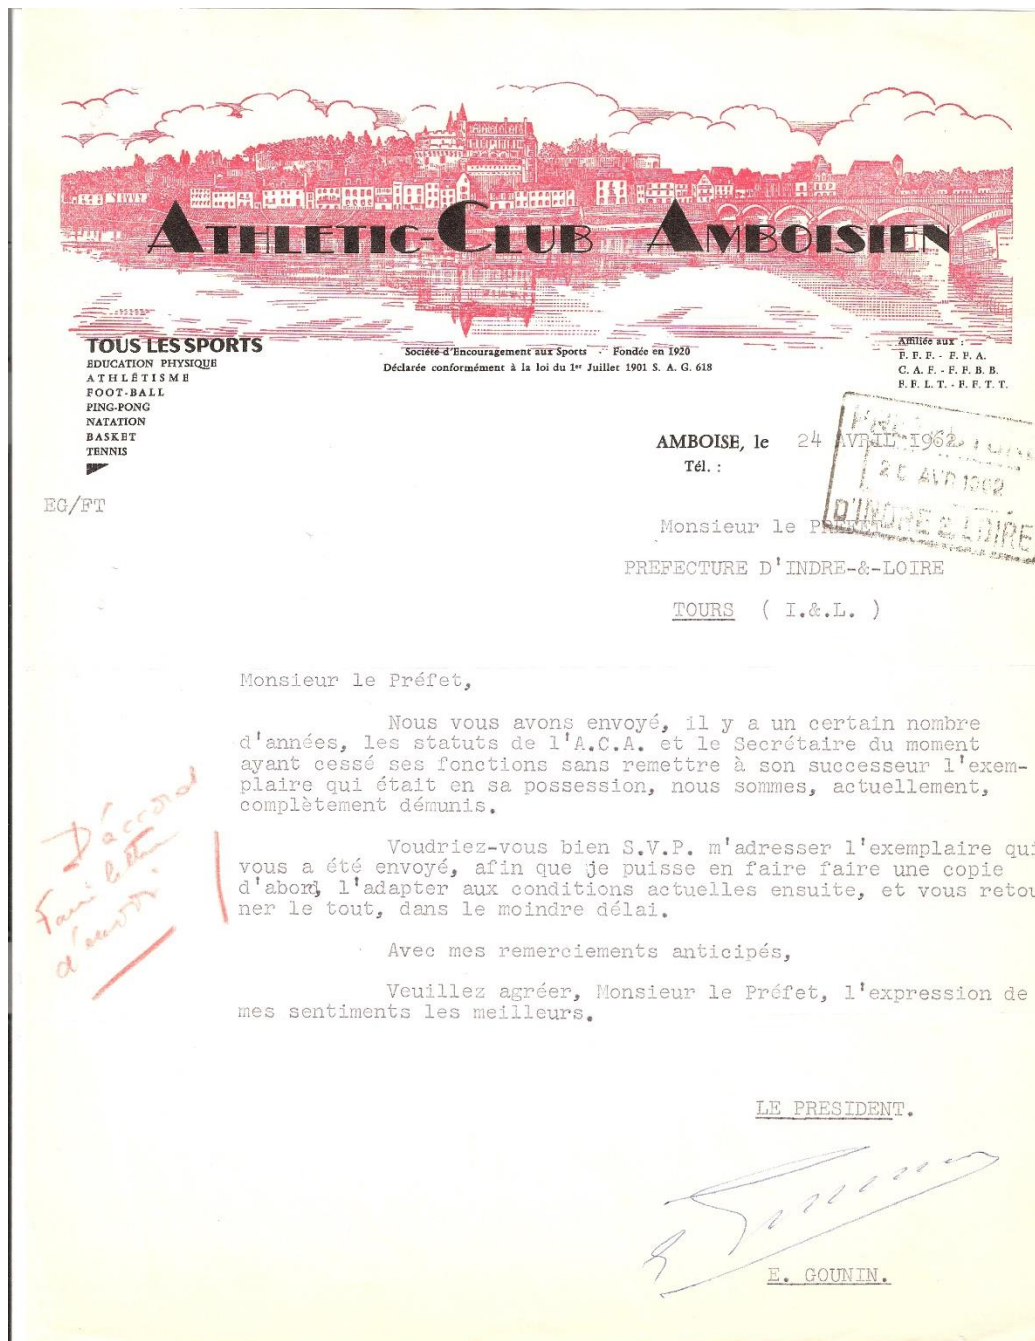 ATHLETIC-CLUB AMBOISIEN
TOUS LES SPORTS
EDUCATION PHYSIQUE
ATHLÉTISME
FOOT-BALL
PING-PONG
NATATION
BASKET
TENNIS
Société d'Encouragement aux Sports - Fondée en 1920
Déclarée conformément à la loi du 1er Juillet 1901 S. A. G. 618
Affiliée aux :
F. F. F. - F. F. A.
C. A. F. - F. F. B. B.
F. F. L. T. - F. F. T. T.
AMBOISE, le 24 AVRIL 1962
Tél. :
AVR 1962
D'INDRE & LOIRE
EG/FT
Monsieur le PREFET
PREFECTURE D'INDRE-&-LOIRE
TOURS ( I.&.L. )
Monsieur le Préfet,
Nous vous avons envoyé, il y a un certain nombre
d'années, les statuts de l'A.C.A. et le Secrétaire du moment
ayant cessé ses fonctions sans remettre à son successeur l'exem-
plaire qui était en sa possession, nous sommes, actuellement,
complètement démunis.
D'accord
Faire lettre
d'envoi
Voudriez-vous bien S.V.P. m'adresser l'exemplaire qui
vous a été envoyé, afin que je puisse en faire faire une copie
d'abord, l'adapter aux conditions actuelles ensuite, et vous retou
ner le tout, dans le moindre délai.
Avec mes remerciements anticipés,
Veuillez agréer, Monsieur le Préfet, l'expression de
mes sentiments les meilleurs.
LE PRESIDENT.
E. GOUNIN.